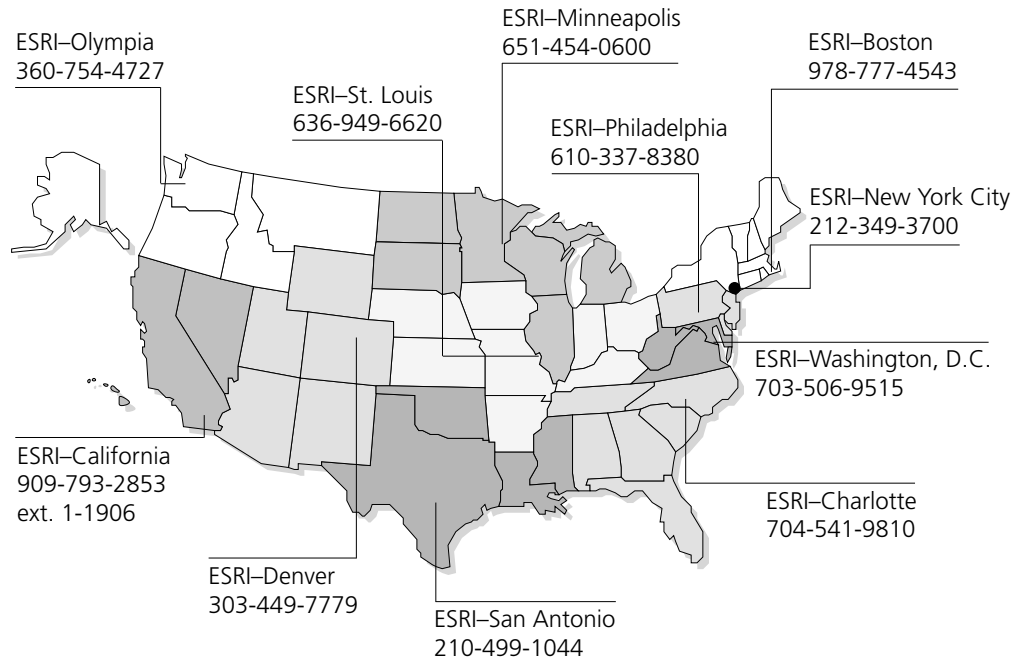 ESRI–Minneapolis
651-454-0600
ESRI–Olympia
360-754-4727
ESRI–Boston
978-777-4543
ESRI–St. Louis
636-949-6620
ESRI–Philadelphia
610-337-8380
ESRI–New York City
212-349-3700
ESRI–Washington, D.C.
703-506-9515
ESRI–California
909-793-2853
ext. 1-1906
ESRI–Charlotte
704-541-9810
ESRI–Denver
303-449-7779
ESRI–San Antonio
210-499-1044